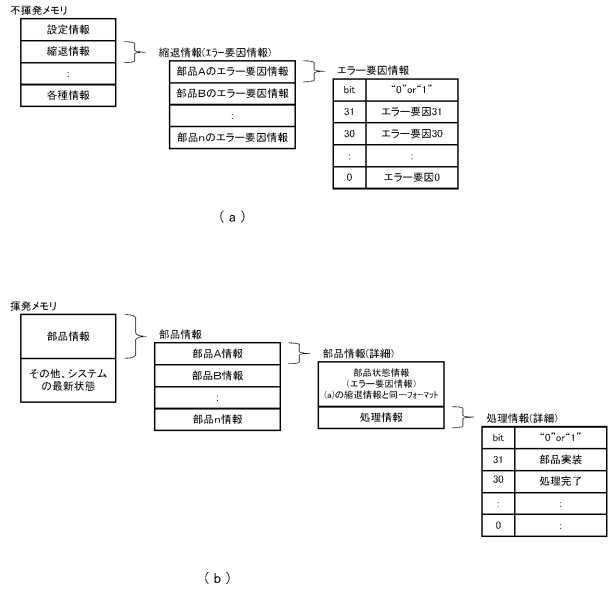 不揮発メモリ
設定情報
縮退情報
:
各種情報
縮退情報(エラー要因情報)
部品Aのエラー要因情報
部品Bのエラー要因情報
:
部品nのエラー要因情報
エラー要因情報
bit “0”or“1”
31 エラー要因31
30 エラー要因30
: :
0 エラー要因0
(a)
揮発メモリ
部品情報
その他、システム
の最新状態
部品情報
部品A情報
部品B情報
:
部品n情報
部品情報(詳細)
部品状態情報
(エラー要因情報)
(a)の縮退情報と同一フォーマット
処理情報
処理情報(詳細)
bit “0”or“1”
31 部品実装
30 処理完了
: :
0 :
(b)